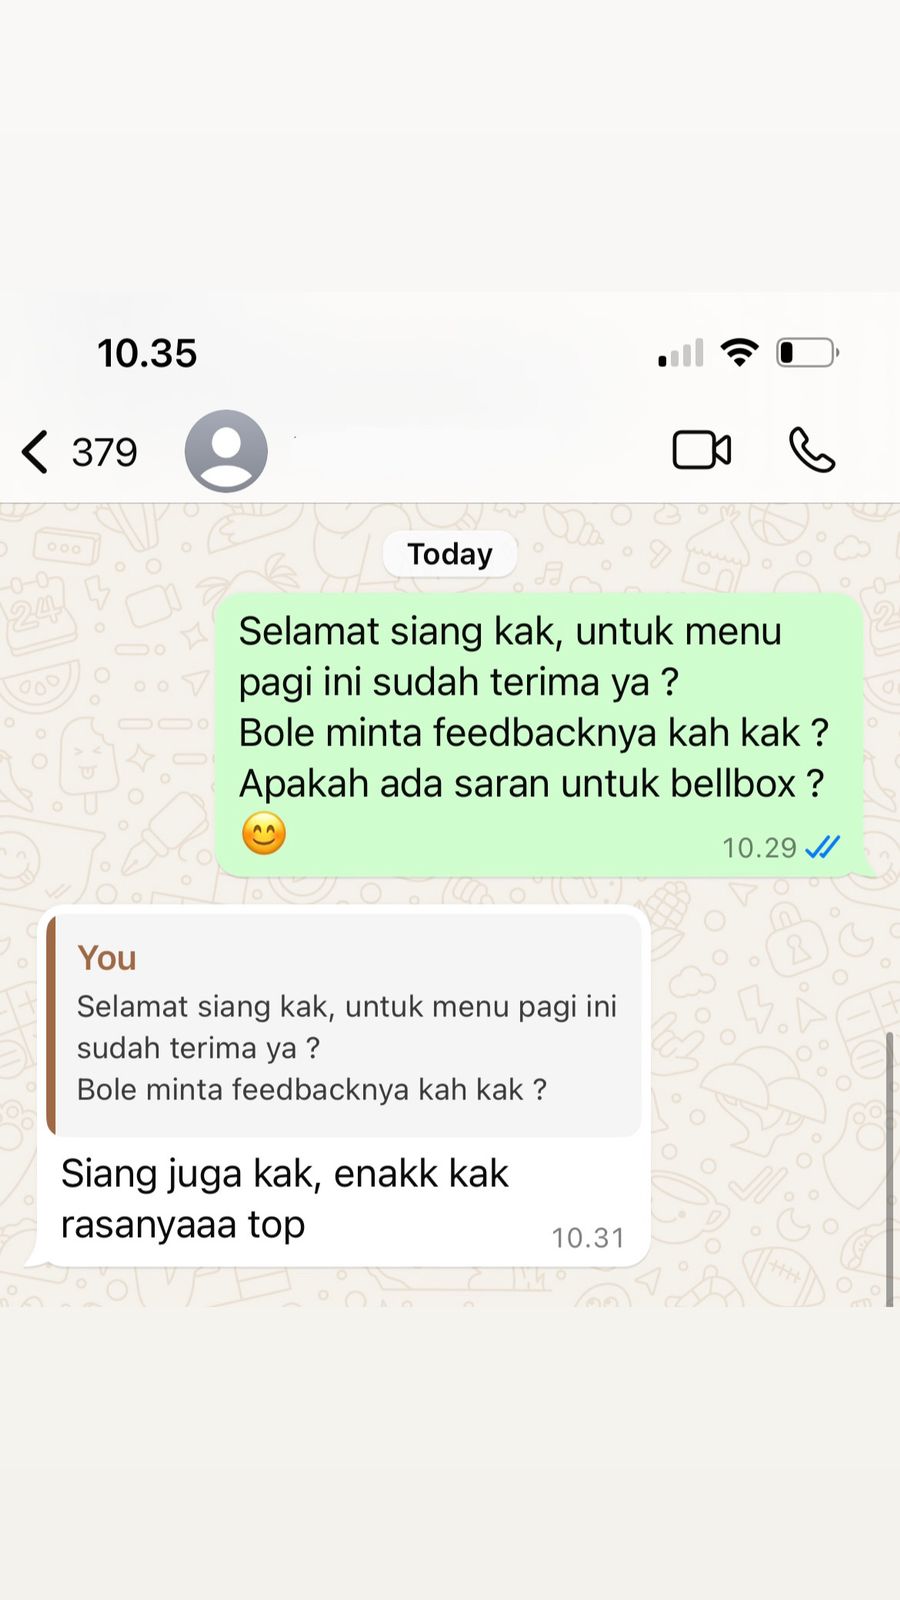 10.35
379
Today
Selamat siang kak, untuk menu
pagi ini sudah terima ya ?
Bole minta feedbacknya kah kak ?
Apakah ada saran untuk bellbox ?
😊
10.29
You
Selamat siang kak, untuk menu pagi ini
sudah terima ya ?
Bole minta feedbacknya kah kak ?
Siang juga kak, enakk kak
rasanyaaa top
10.31